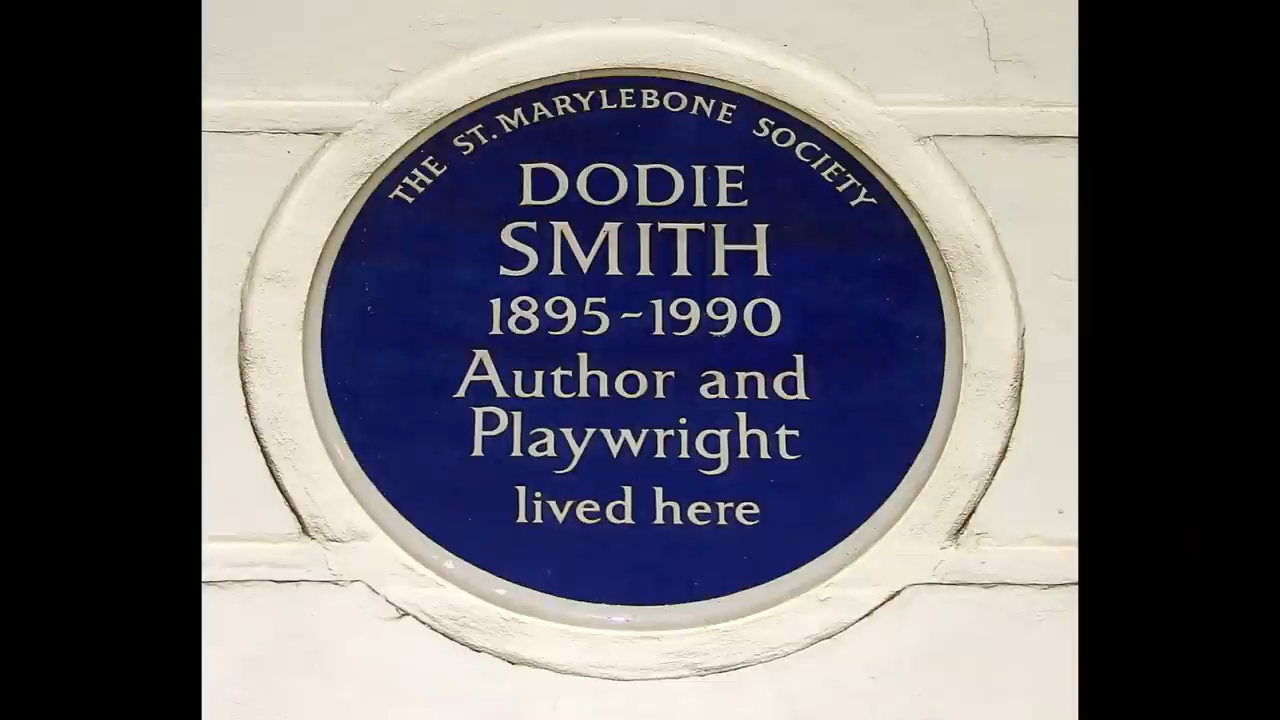 THE ST. MARYLEBONE SOCIETY
DODIE
SMITH
1895~1990
Author and
Playwright
lived here